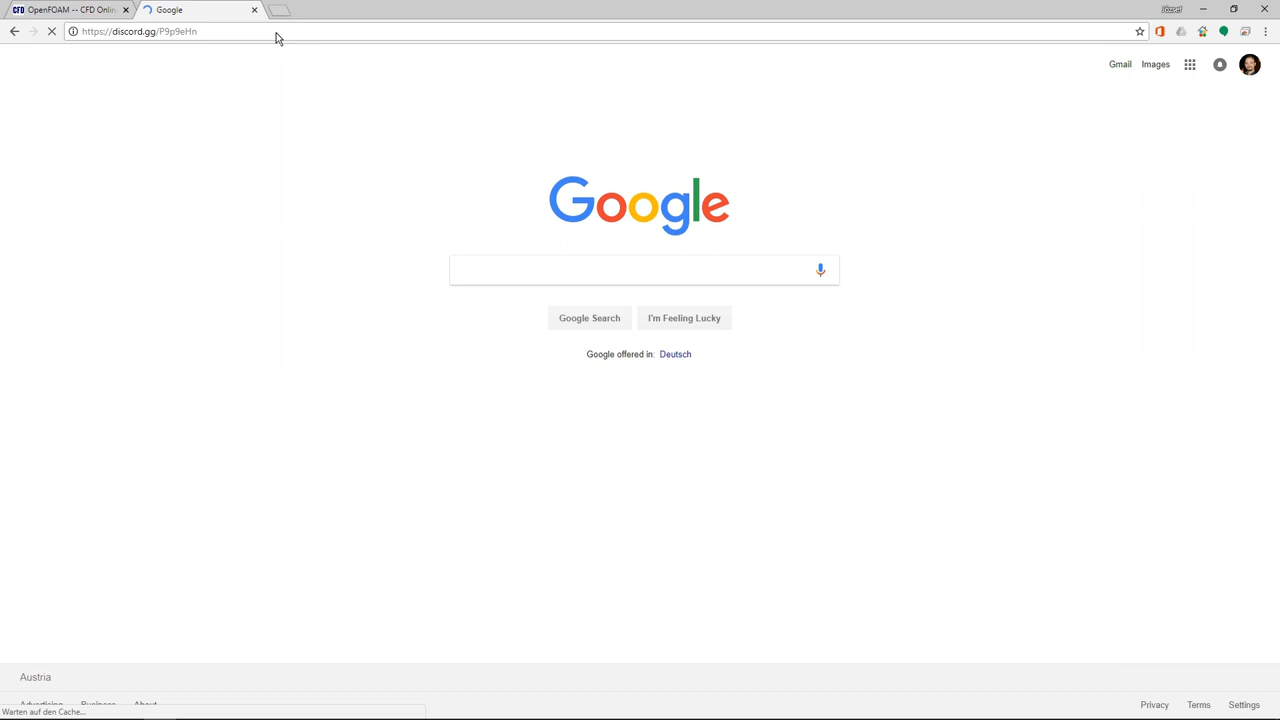 OpenFOAM -- CFD Onlin
Google
https://discord.gg/P9p9eHn
Gmail Images
Google
Google Search I'm Feeling Lucky
Google offered in: Deutsch
Austria
Advertising Business About
Privacy Terms Settings
Warten auf den Cache...